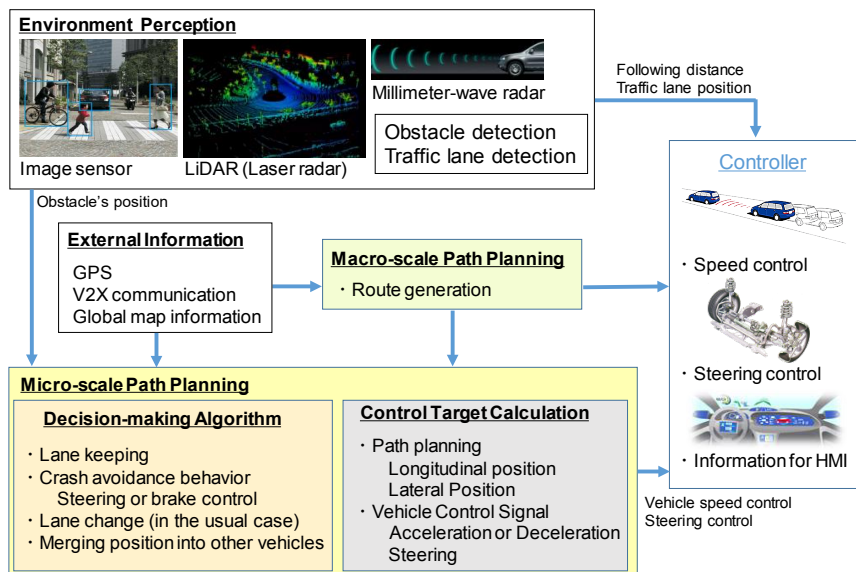 Environment Perception
Image sensor
LiDAR (Laser radar)
Millimeter-wave radar
Obstacle detection
Traffic lane detection
Following distance
Traffic lane position
Obstacle's position
External Information
GPS
V2X communication
Global map information
Macro-scale Path Planning
・Route generation
Controller
・Speed control
・Steering control
・Information for HMI
Micro-scale Path Planning
Decision-making Algorithm
・Lane keeping
・Crash avoidance behavior
Steering or brake control
・Lane change (in the usual case)
・Merging position into other vehicles
Control Target Calculation
・Path planning
Longitudinal position
Lateral Position
・Vehicle Control Signal
Acceleration or Deceleration
Steering
Vehicle speed control
Steering control